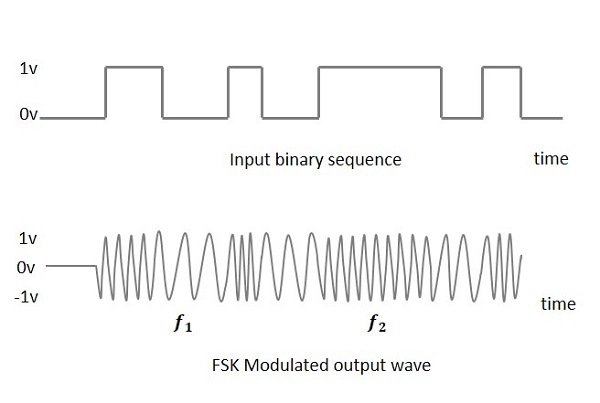 1v
0v
Input binary sequence
time
1v
0v
-1v
time
f₁
f₂
FSK Modulated output wave